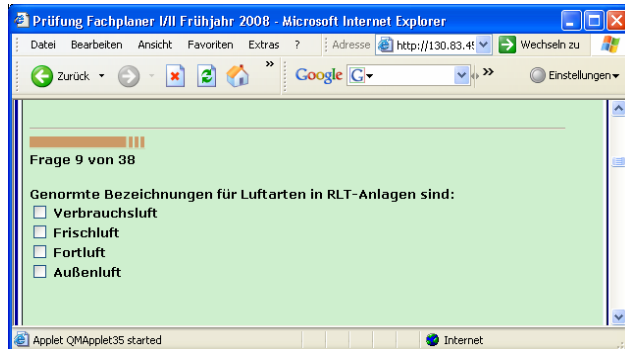 Prüfung Fachplaner I/II Frühjahr 2008 - Microsoft Internet Explorer
Datei Bearbeiten Ansicht Favoriten Extras ? Adresse http://130.83.4 Wechseln zu
Zurück » Google G » Einstellungen
Frage 9 von 38
Genormte Bezeichnungen für Luftarten in RLT-Anlagen sind:
Verbrauchsluft
Frischluft
Fortluft
Außenluft
Applet QMApplet35 started Internet